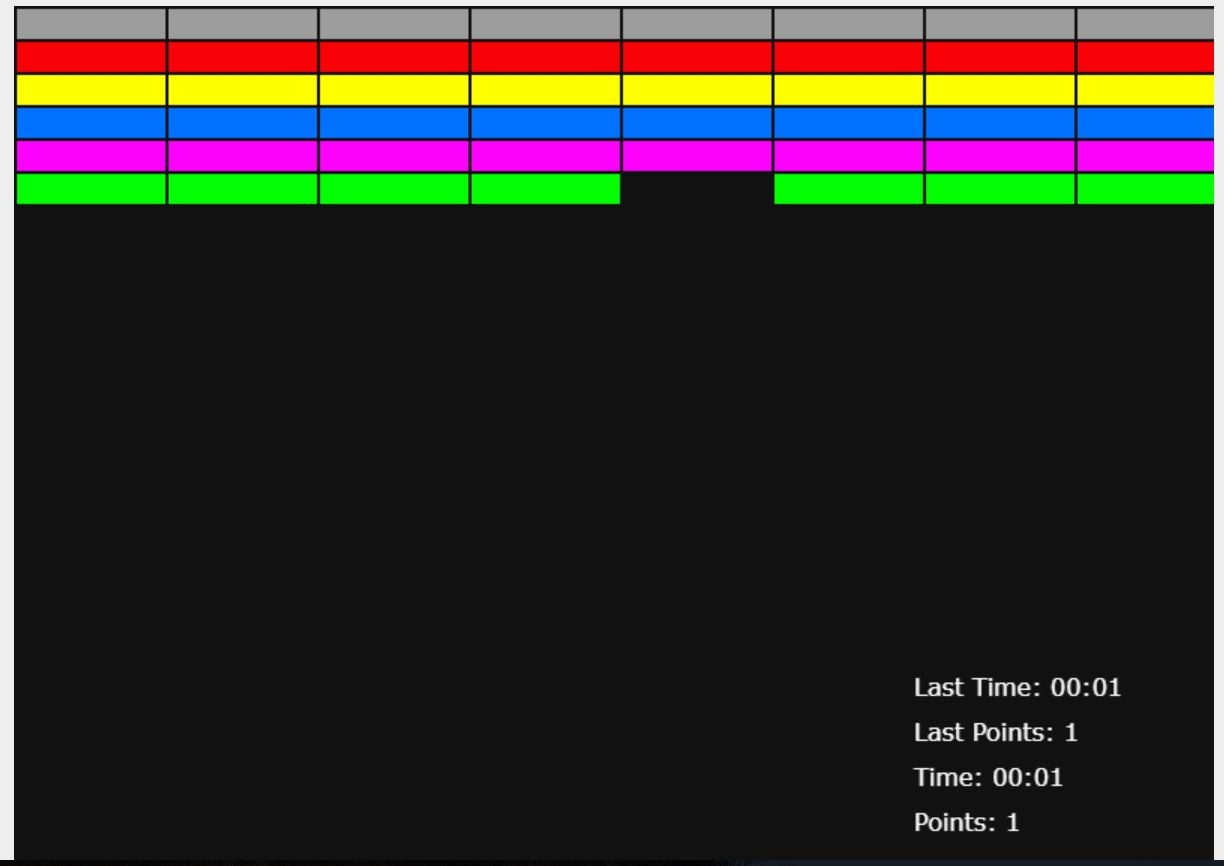 Last Time: 00:01
Last Points: 1
Time: 00:01
Points: 1